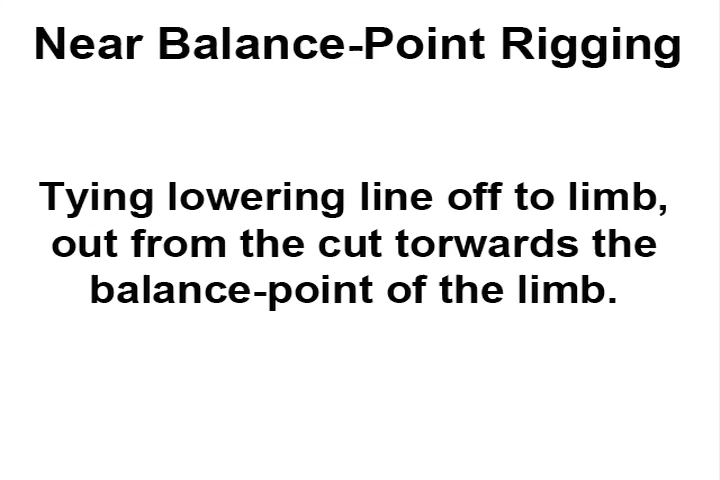 Near Balance-Point Rigging
Tying lowering line off to limb,
out from the cut torwards the
balance-point of the limb.